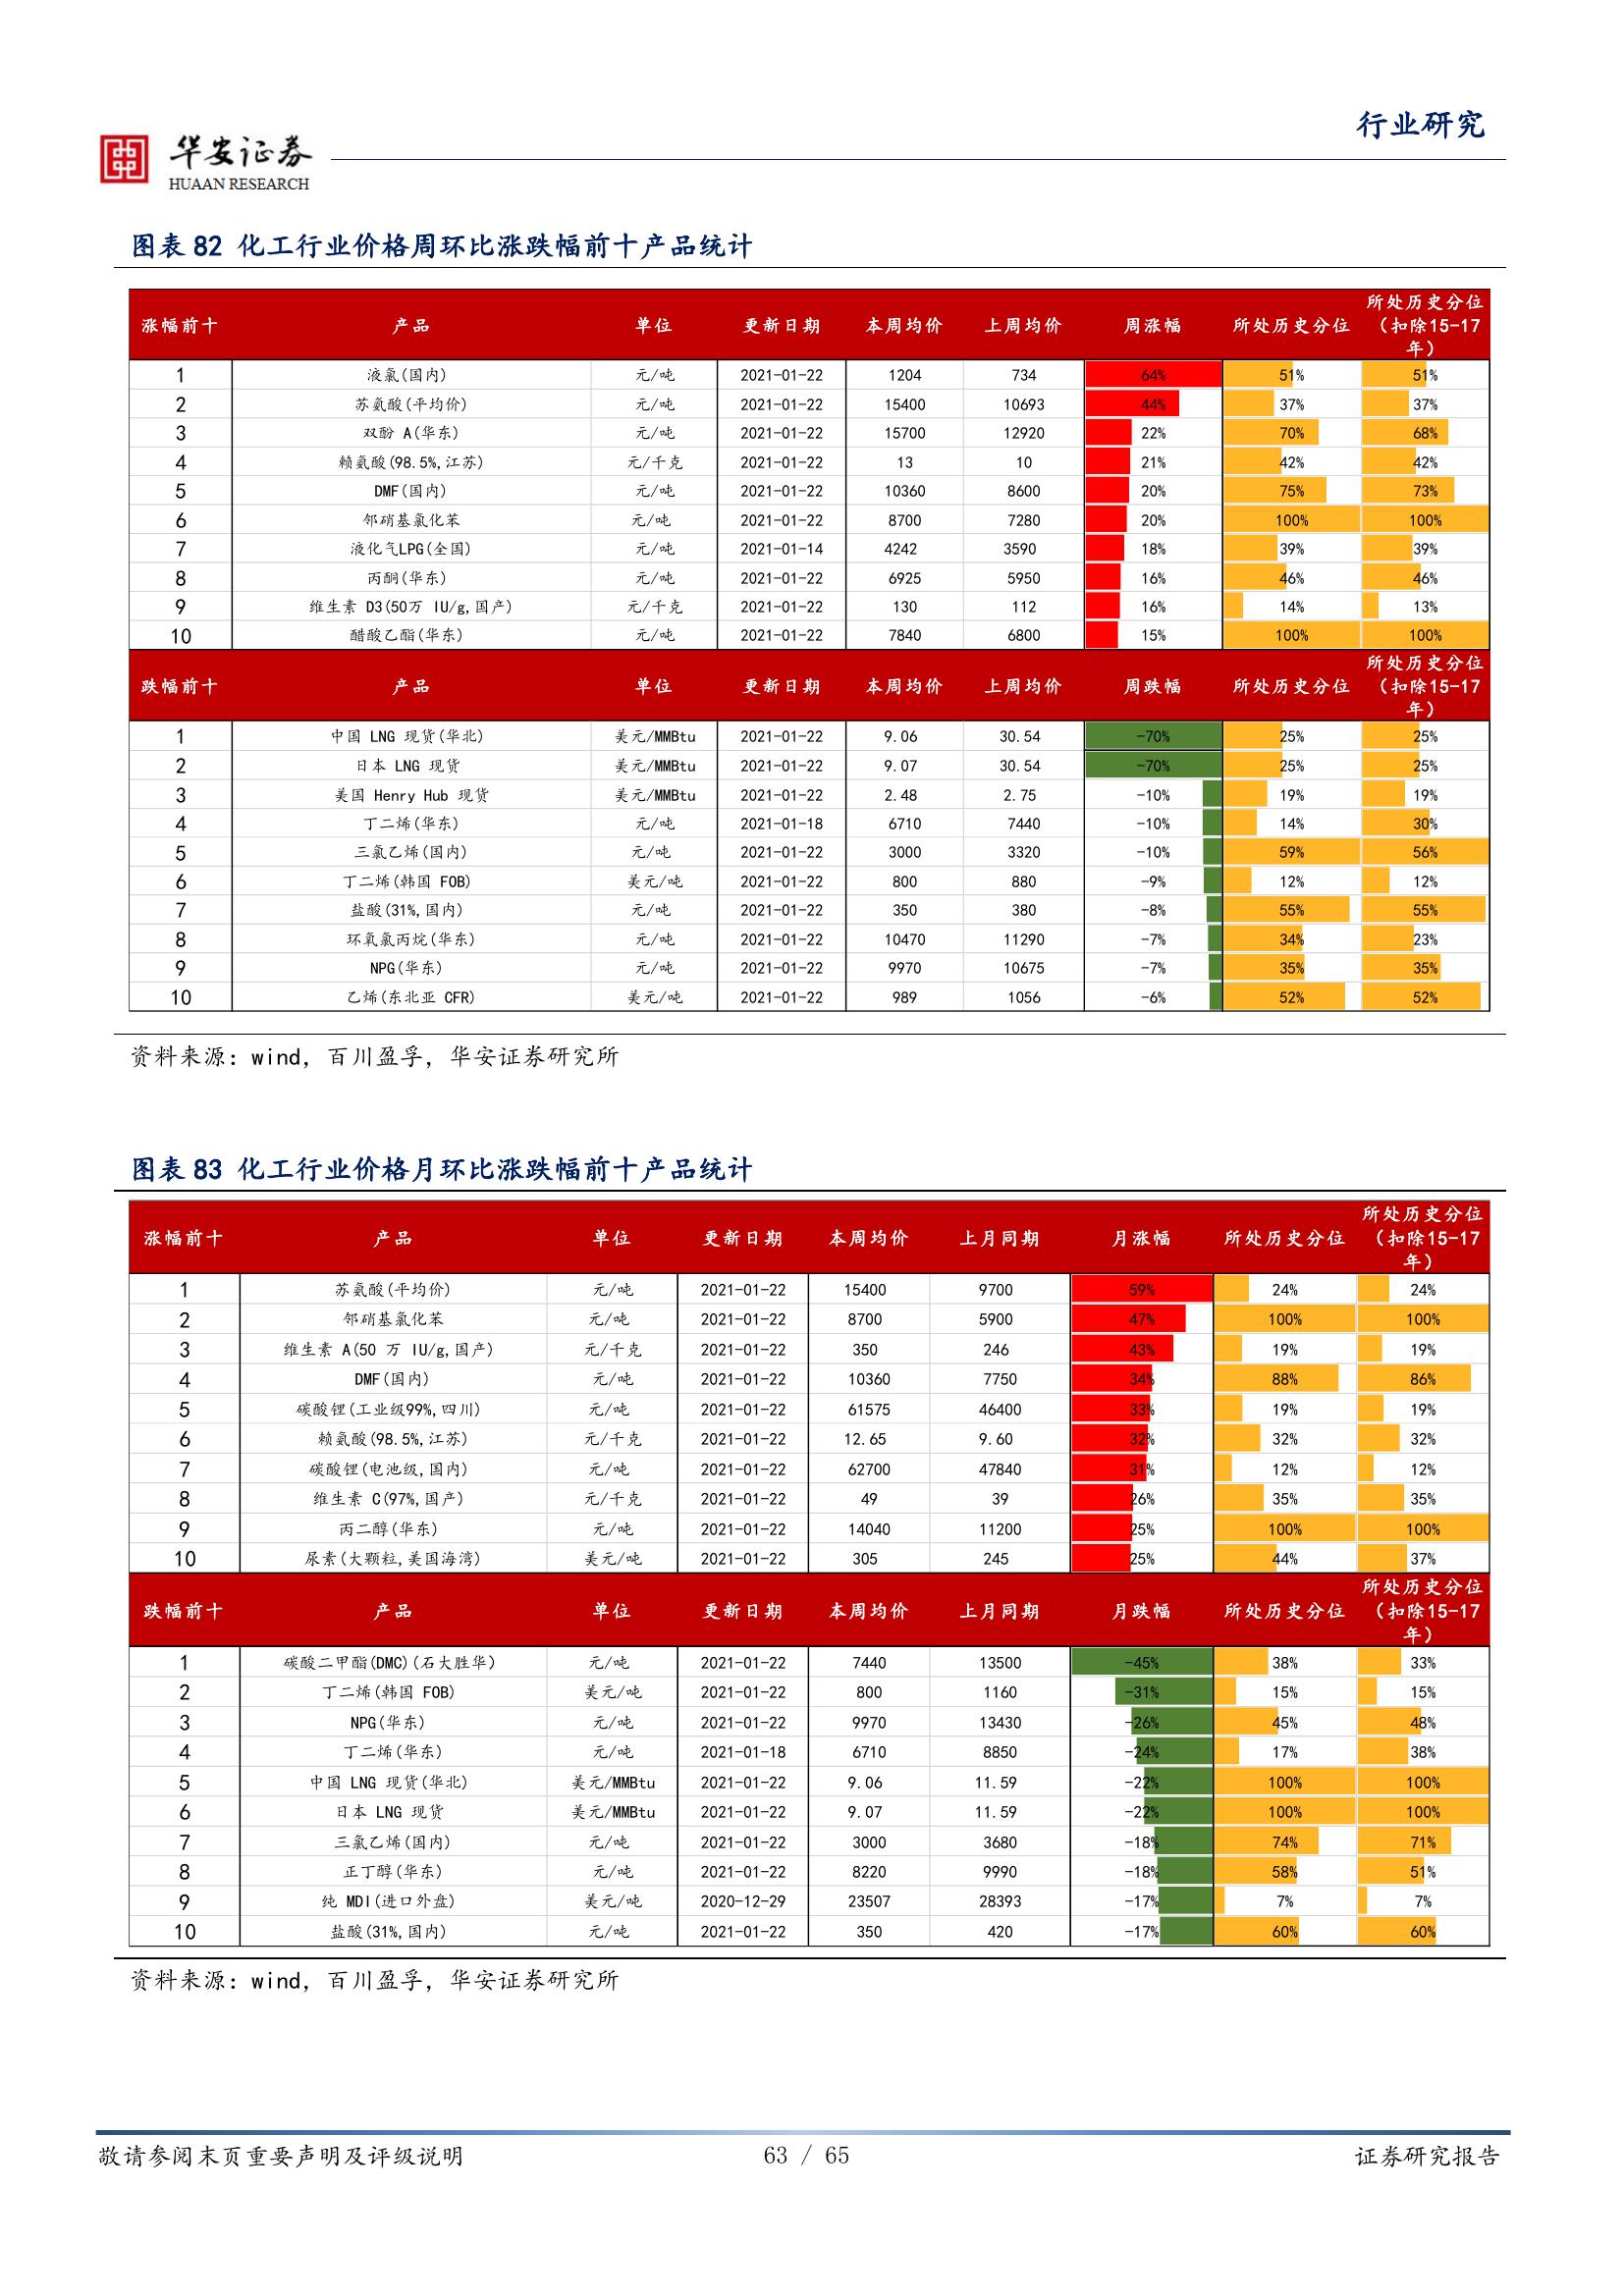 行业研究
华安证券
HUAAN RESEARCH
图表 82 化工行业价格周环比涨跌幅前十产品统计
涨幅前十 产品 单位 更新日期 本周均价 上周均价 周涨幅 所处历史分位 所处历史分位（扣除15-17年）
1 液氯(国内) 元/吨 2021-01-22 1204 734 64% 51% 51%
2 苏氨酸(平均价) 元/吨 2021-01-22 15400 10693 44% 37% 37%
3 双酚 A(华东) 元/吨 2021-01-22 15700 12920 22% 70% 68%
4 赖氨酸(98.5%,江苏) 元/千克 2021-01-22 13 10 21% 42% 42%
5 DMF(国内) 元/吨 2021-01-22 10360 8600 20% 75% 73%
6 邻硝基氯化苯 元/吨 2021-01-22 8700 7280 20% 100% 100%
7 液化气LPG(全国) 元/吨 2021-01-14 4242 3590 18% 39% 39%
8 丙酮(华东) 元/吨 2021-01-22 6925 5950 16% 46% 46%
9 维生素 D3(50万 IU/g,国产) 元/千克 2021-01-22 130 112 16% 14% 13%
10 醋酸乙酯(华东) 元/吨 2021-01-22 7840 6800 15% 100% 100%
跌幅前十 产品 单位 更新日期 本周均价 上周均价 周跌幅 所处历史分位 所处历史分位（扣除15-17年）
1 中国 LNG 现货(华北) 美元/MMBtu 2021-01-22 9.06 30.54 -70% 25% 25%
2 日本 LNG 现货 美元/MMBtu 2021-01-22 9.07 30.54 -70% 25% 25%
3 美国 Henry Hub 现货 美元/MMBtu 2021-01-22 2.48 2.75 -10% 19% 19%
4 丁二烯(华东) 元/吨 2021-01-18 6710 7440 -10% 14% 30%
5 三氯乙烯(国内) 元/吨 2021-01-22 3000 3320 -10% 59% 56%
6 丁二烯(韩国 FOB) 美元/吨 2021-01-22 800 880 -9% 12% 12%
7 盐酸(31%,国内) 元/吨 2021-01-22 350 380 -8% 55% 55%
8 环氧氯丙烷(华东) 元/吨 2021-01-22 10470 11290 -7% 34% 23%
9 NPG(华东) 元/吨 2021-01-22 9970 10675 -7% 35% 35%
10 乙烯(东北亚 CFR) 美元/吨 2021-01-22 989 1056 -6% 52% 52%
资料来源：wind，百川盈孚，华安证券研究所
图表 83 化工行业价格月环比涨跌幅前十产品统计
涨幅前十 产品 单位 更新日期 本周均价 上月同期 月涨幅 所处历史分位 所处历史分位（扣除15-17年）
1 苏氨酸(平均价) 元/吨 2021-01-22 15400 9700 59% 24% 24%
2 邻硝基氯化苯 元/吨 2021-01-22 8700 5900 47% 100% 100%
3 维生素 A(50 万 IU/g,国产) 元/千克 2021-01-22 350 246 43% 19% 19%
4 DMF(国内) 元/吨 2021-01-22 10360 7750 34% 88% 86%
5 碳酸锂(工业级99%,四川) 元/吨 2021-01-22 61575 46400 33% 19% 19%
6 赖氨酸(98.5%,江苏) 元/千克 2021-01-22 12.65 9.60 32% 32% 32%
7 碳酸锂(电池级,国内) 元/吨 2021-01-22 62700 47840 31% 12% 12%
8 维生素 C(97%,国产) 元/千克 2021-01-22 49 39 26% 35% 35%
9 丙二醇(华东) 元/吨 2021-01-22 14040 11200 25% 100% 100%
10 尿素(大颗粒,美国海湾) 美元/吨 2021-01-22 305 245 25% 44% 37%
跌幅前十 产品 单位 更新日期 本周均价 上月同期 月跌幅 所处历史分位 所处历史分位（扣除15-17年）
1 碳酸二甲酯(DMC)(石大胜华) 元/吨 2021-01-22 7440 13500 -45% 38% 33%
2 丁二烯(韩国 FOB) 美元/吨 2021-01-22 800 1160 -31% 15% 15%
3 NPG(华东) 元/吨 2021-01-22 9970 13430 -26% 45% 48%
4 丁二烯(华东) 元/吨 2021-01-18 6710 8850 -24% 17% 38%
5 中国 LNG 现货(华北) 美元/MMBtu 2021-01-22 9.06 11.59 -22% 100% 100%
6 日本 LNG 现货 美元/MMBtu 2021-01-22 9.07 11.59 -22% 100% 100%
7 三氯乙烯(国内) 元/吨 2021-01-22 3000 3680 -18% 74% 71%
8 正丁醇(华东) 元/吨 2021-01-22 8220 9990 -18% 58% 51%
9 纯 MDI(进口外盘) 美元/吨 2020-12-29 23507 28393 -17% 7% 7%
10 盐酸(31%,国内) 元/吨 2021-01-22 350 420 -17% 60% 60%
资料来源：wind，百川盈孚，华安证券研究所
敬请参阅末页重要声明及评级说明 63 / 65 证券研究报告